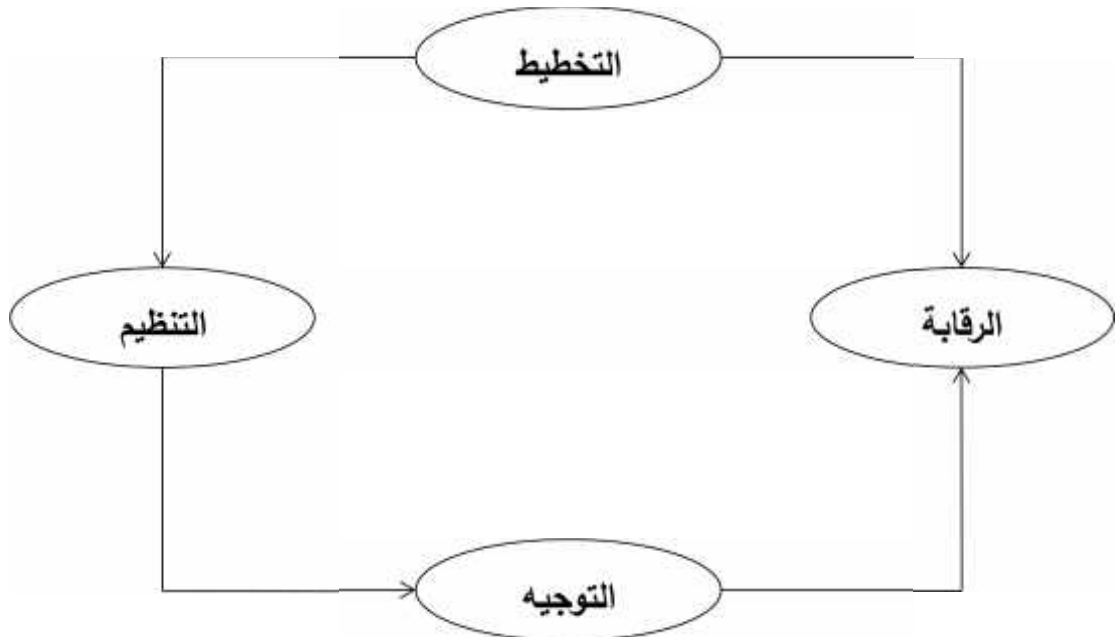 التخطيط
الرقابة
التنظيم
التوجيه